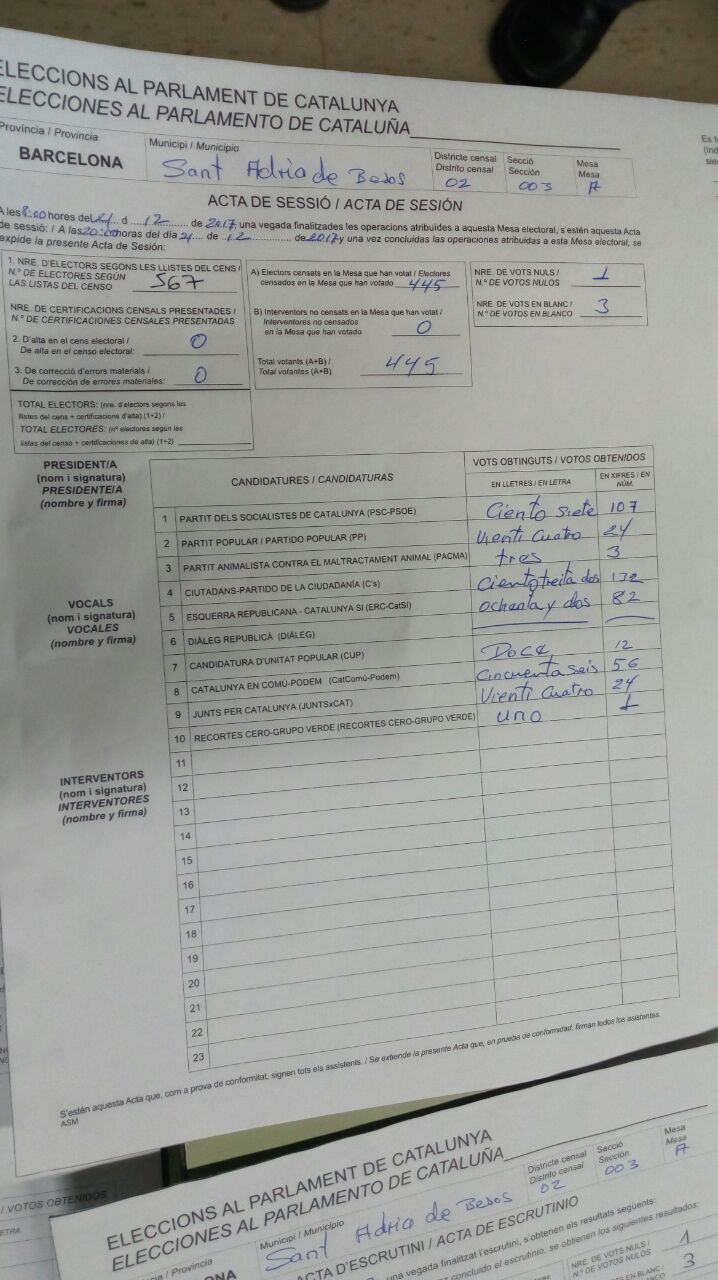 ELECCIONS AL PARLAMENT DE CATALUNYA
ELECCIONES AL PARLAMENTO DE CATALUÑA
Província / Provincia
BARCELONA
Municipi / Municipio
Sant Adria de Besos
Districte censal
Distrito censal
02
Secció
Sección
003
Mesa
Mesa
A
ACTA DE SESSIÓ / ACTA DE SESIÓN
A les 8:00 hores del 21 d 12 de 2017, una vegada finalitzades les operacions atribuïdes a aquesta Mesa electoral, s'estén aquesta Acta
de sessió: / A las 20:00 horas del día 21 de 12 de 2017 y una vez concluidas las operaciones atribuidas a esta Mesa electoral, se
expide la presente Acta de Sesión:
1. NRE. D'ELECTORS SEGONS LES LLISTES DEL CENS /
N.º DE ELECTORES SEGÚN
LAS LISTAS DEL CENSO 567
NRE. DE CERTIFICACIONS CENSALS PRESENTADES /
N.º DE CERTIFICACIONES CENSALES PRESENTADAS
2. D'alta en el cens electoral /
De alta en el censo electoral: 0
3. De correcció d'errors materials /
De corrección de errores materiales: 0
TOTAL ELECTORS: (nre. d'electors segons les
llistes del cens + certificacions d'alta) (1+2) /
TOTAL ELECTORES: (nº electores según las
listas del censo + certificaciones de alta) (1+2)
A) Electors censats en la Mesa que han votat / Electores
censados en la Mesa que han votado 445
B) Interventors no censats en la Mesa que han votat /
Interventores no censados
en la Mesa que han votado 0
Total votants (A+B) /
Total votantes (A+B) 445
NRE. DE VOTS NULS /
N.º DE VOTOS NULOS 1
NRE. DE VOTS EN BLANC /
N.º DE VOTOS EN BLANCO 3
PRESIDENT/A
(nom i signatura)
PRESIDENTE/A
(nombre y firma)
VOCALS
(nom i signatura)
VOCALES
(nombre y firma)
INTERVENTORS
(nom i signatura)
INTERVENTORES
(nombre y firma)
CANDIDATURES / CANDIDATURAS
VOTS OBTINGUTS / VOTOS OBTENIDOS
EN LLETRES / EN LETRA
EN XIFRES / EN NÚM.
1 PARTIT DELS SOCIALISTES DE CATALUNYA (PSC-PSOE) Ciento siete 107
2 PARTIT POPULAR / PARTIDO POPULAR (PP) Vienti cuatro 24
3 PARTIT ANIMALISTA CONTRA EL MALTRACTAMENT ANIMAL (PACMA) tres 3
4 CIUTADANS-PARTIDO DE LA CIUDADANÍA (C's) Ciento treita dos 132
5 ESQUERRA REPUBLICANA - CATALUNYA SÍ (ERC-CatSí) ochenta y dos 82
6 DIÀLEG REPUBLICÀ (DIÀLEG)
7 CANDIDATURA D'UNITAT POPULAR (CUP) Doce 12
8 CATALUNYA EN COMÚ-PODEM (CatComú-Podem) Cincuenta seis 56
9 JUNTS PER CATALUNYA (JUNTSxCAT) Vienti Cuatro 24
10 RECORTES CERO-GRUPO VERDE (RECORTES CERO-GRUPO VERDE) uno 1
11
12
13
14
15
16
17
18
19
20
21
22
23
S'estén aquesta Acta que, com a prova de conformitat, signen tots els assistents. / Se extiende la presente Acta que, en prueba de conformidad, firman todos los asistentes.
ASM
/ VOTOS OBTENIDOS
ELECCIONS AL PARLAMENT DE CATALUNYA
ELECCIONES AL PARLAMENTO DE CATALUÑA
/ Provincia
Municipi / Municipio
Sant Adria de Besos
Districte censal
Distrito censal
02
Secció
Sección
003
Mesa
Mesa
A
ACTA D'ESCRUTINI / ACTA DE ESCRUTINIO
una vegada finalitzat l'escrutini, s'obtenen els resultats següents:
concluido el escrutinio, se obtienen los siguientes resultados:
NRE. DE VOTS NULS /
N.º DE VOTOS NULOS 1
EN BLANC /
3